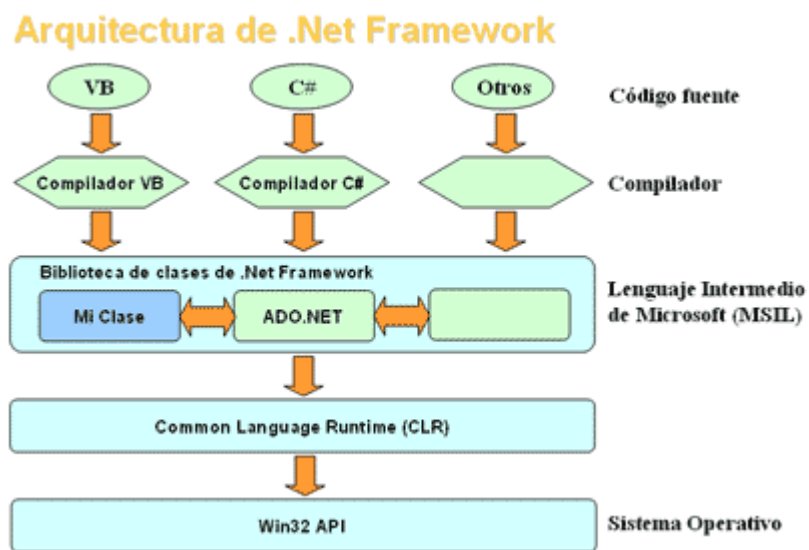 Arquitectura de .Net Framework
VB
C#
Otros
Código fuente
Compilador VB
Compilador C#
Compilador
Biblioteca de clases de .Net Framework
Mi Clase
ADO.NET
Lenguaje Intermedio
de Microsoft (MSIL)
Common Language Runtime (CLR)
Win32 API
Sistema Operativo